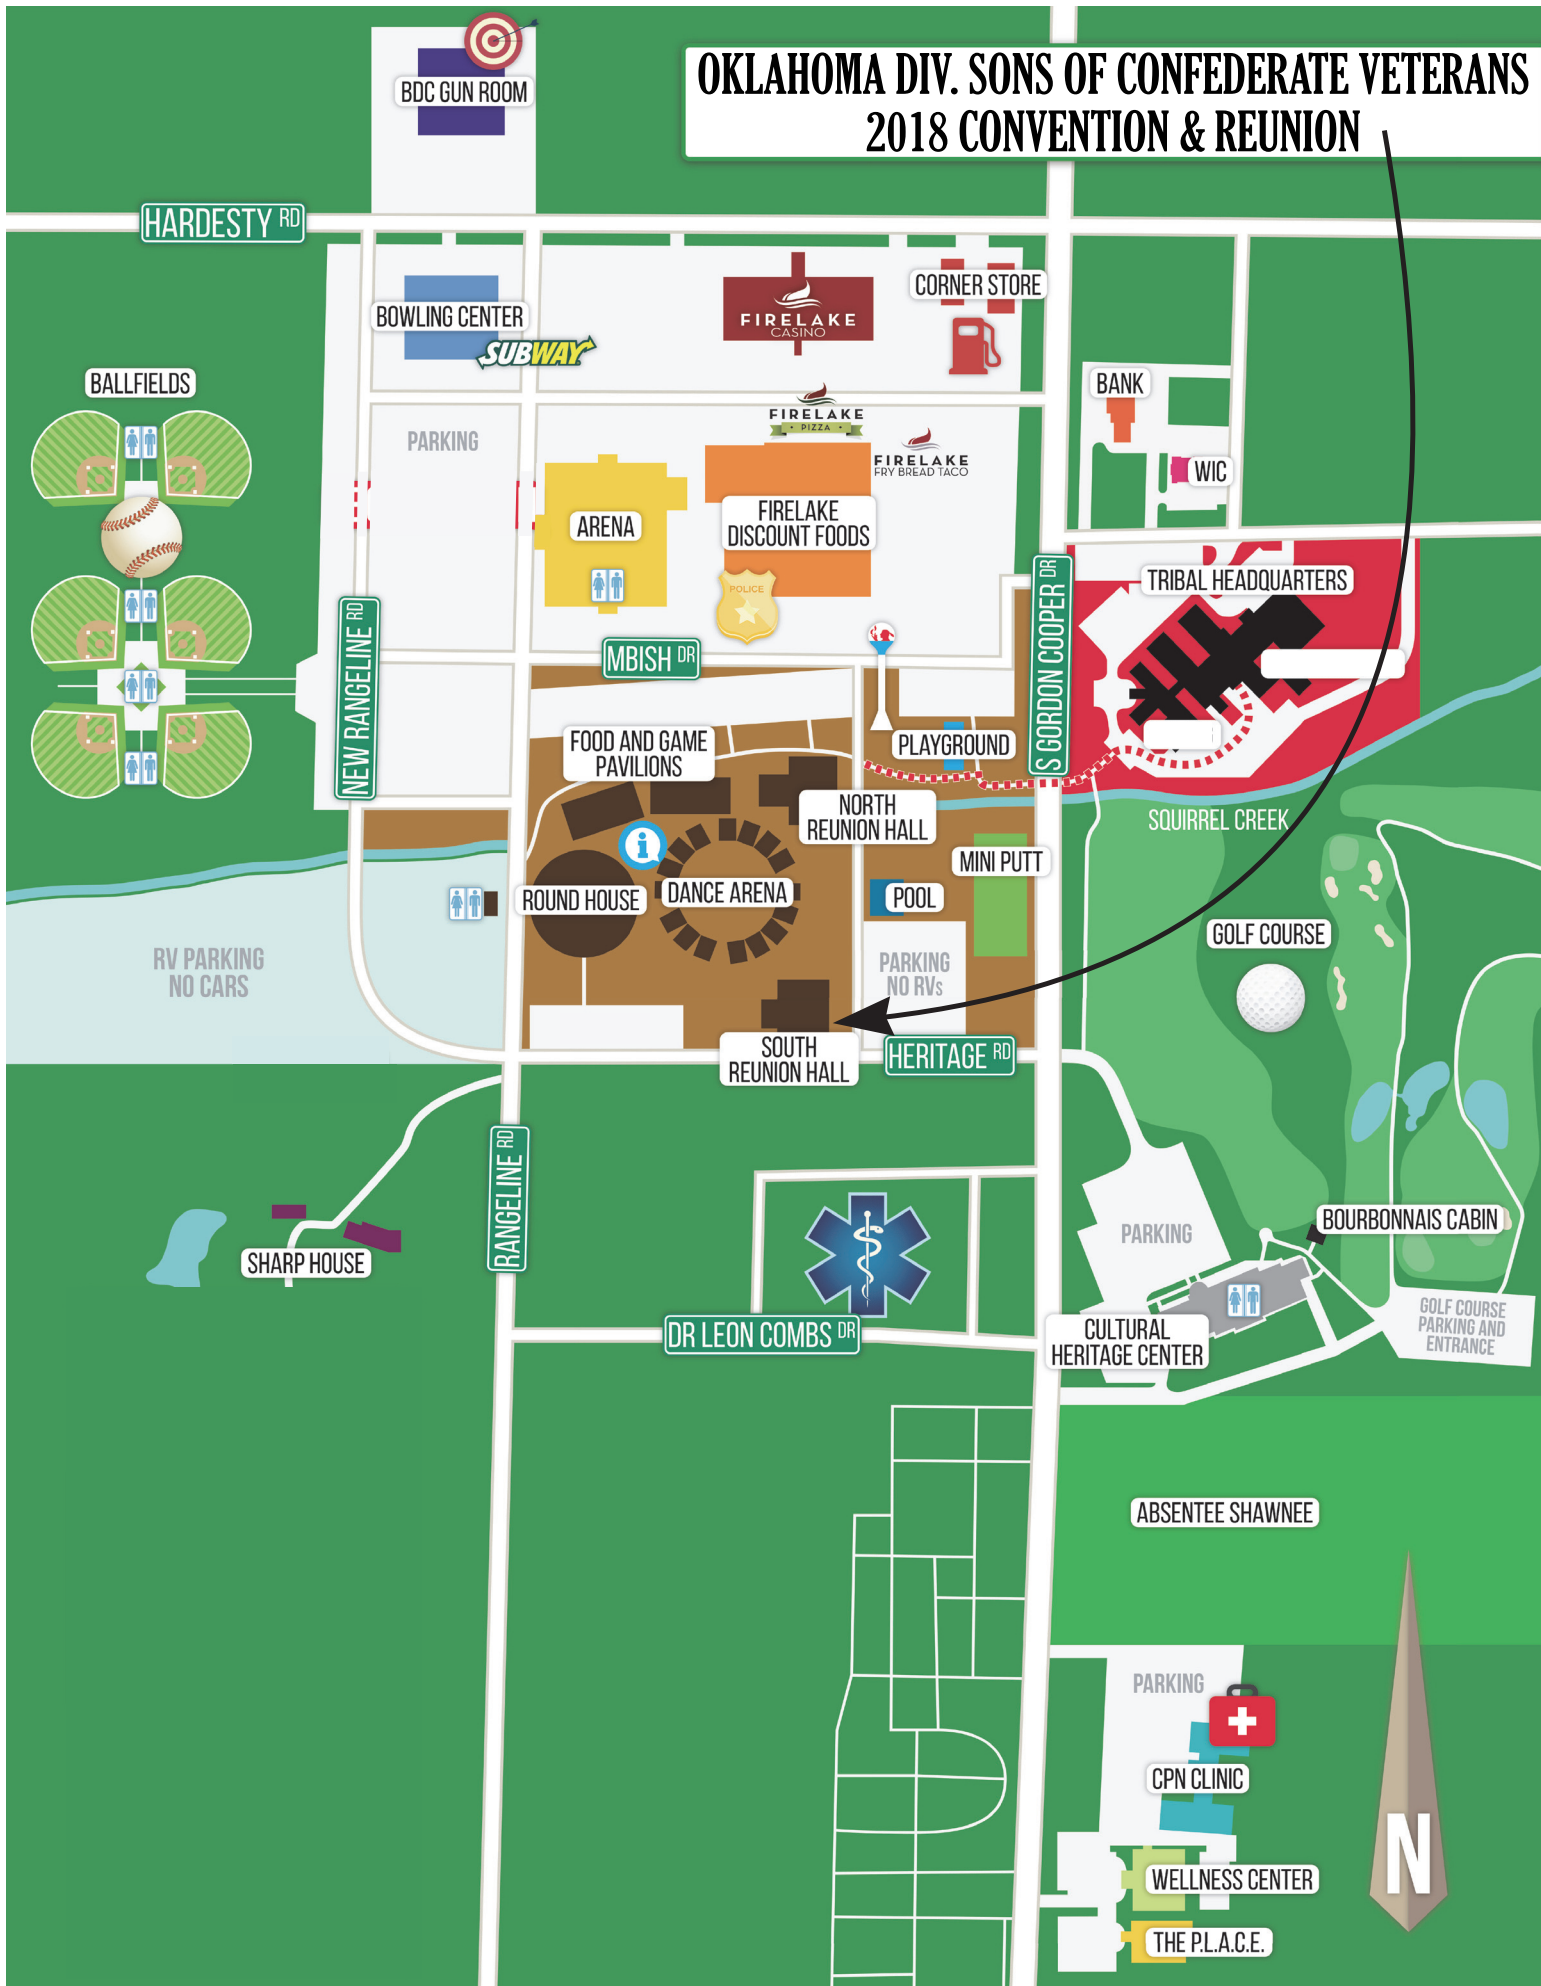 OKLAHOMA DIV. SONS OF CONFEDERATE VETERANS
2018 CONVENTION & REUNION
BDC GUN ROOM
HARDESTY RD
BOWLING CENTER
SUBWAY
FIRELAKE
CASINO
CORNER STORE
BALLFIELDS
PARKING
FIRELAKE
PIZZA
FIRELAKE
FRY BREAD TACO
BANK
WIC
ARENA
FIRELAKE
DISCOUNT FOODS
POLICE
TRIBAL HEADQUARTERS
NEW RANGELINE RD
MBISH DR
S GORDON COOPER DR
FOOD AND GAME
PAVILIONS
PLAYGROUND
NORTH
REUNION HALL
SQUIRREL CREEK
MINI PUTT
ROUND HOUSE
DANCE ARENA
POOL
RV PARKING
NO CARS
PARKING
NO RVs
GOLF COURSE
SOUTH
REUNION HALL
HERITAGE RD
RANGELINE RD
SHARP HOUSE
PARKING
BOURBONNAIS CABIN
DR LEON COMBS DR
CULTURAL
HERITAGE CENTER
GOLF COURSE
PARKING AND
ENTRANCE
ABSENTEE SHAWNEE
PARKING
CPN CLINIC
WELLNESS CENTER
THE P.L.A.C.E.
N